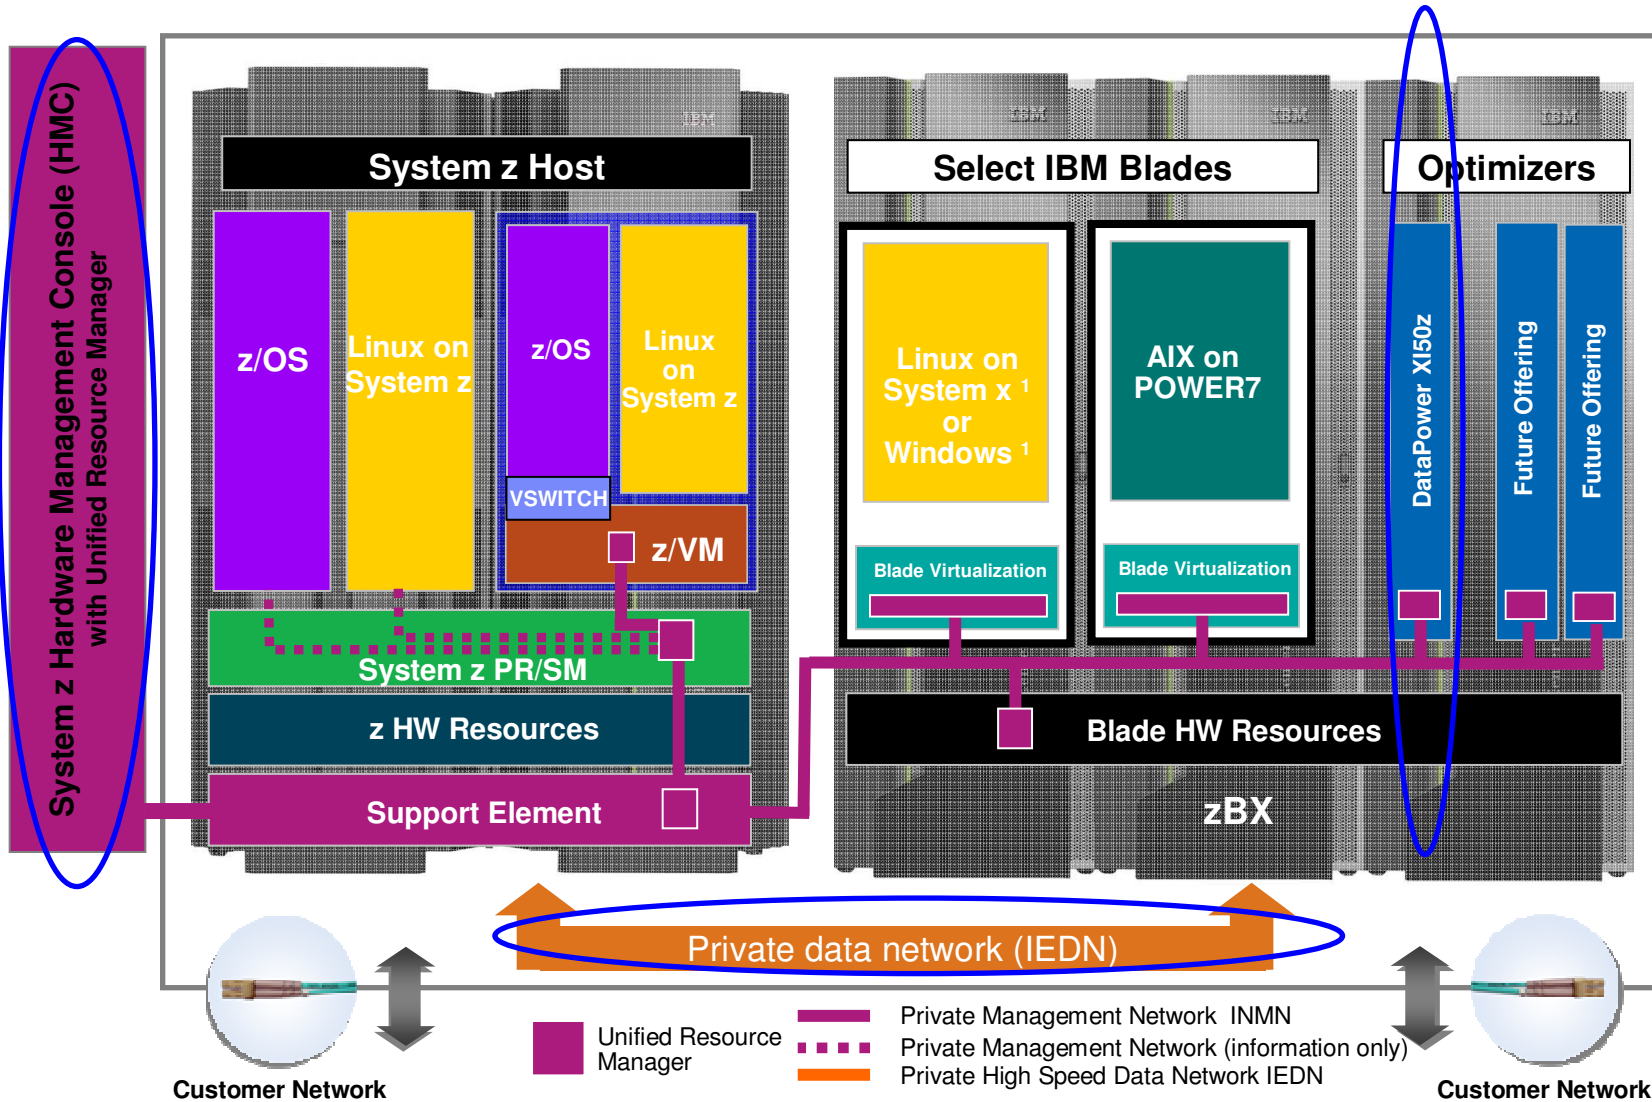 System z Hardware Management Console (HMC)
with Unified Resource Manager
IBM
IBM
IBM
IBM
System z Host
Select IBM Blades
Optimizers
z/OS
Linux on
System z
z/OS
Linux
on
System z
VSWITCH
z/VM
Linux on
System x ¹
or
Windows ¹
AIX on
POWER7
DataPower XI50z
Future Offering
Future Offering
Blade Virtualization
Blade Virtualization
System z PR/SM
z HW Resources
Blade HW Resources
Support Element
zBX
Private data network (IEDN)
Unified Resource
Manager
Private Management Network INMN
Private Management Network (information only)
Private High Speed Data Network IEDN
Customer Network
Customer Network